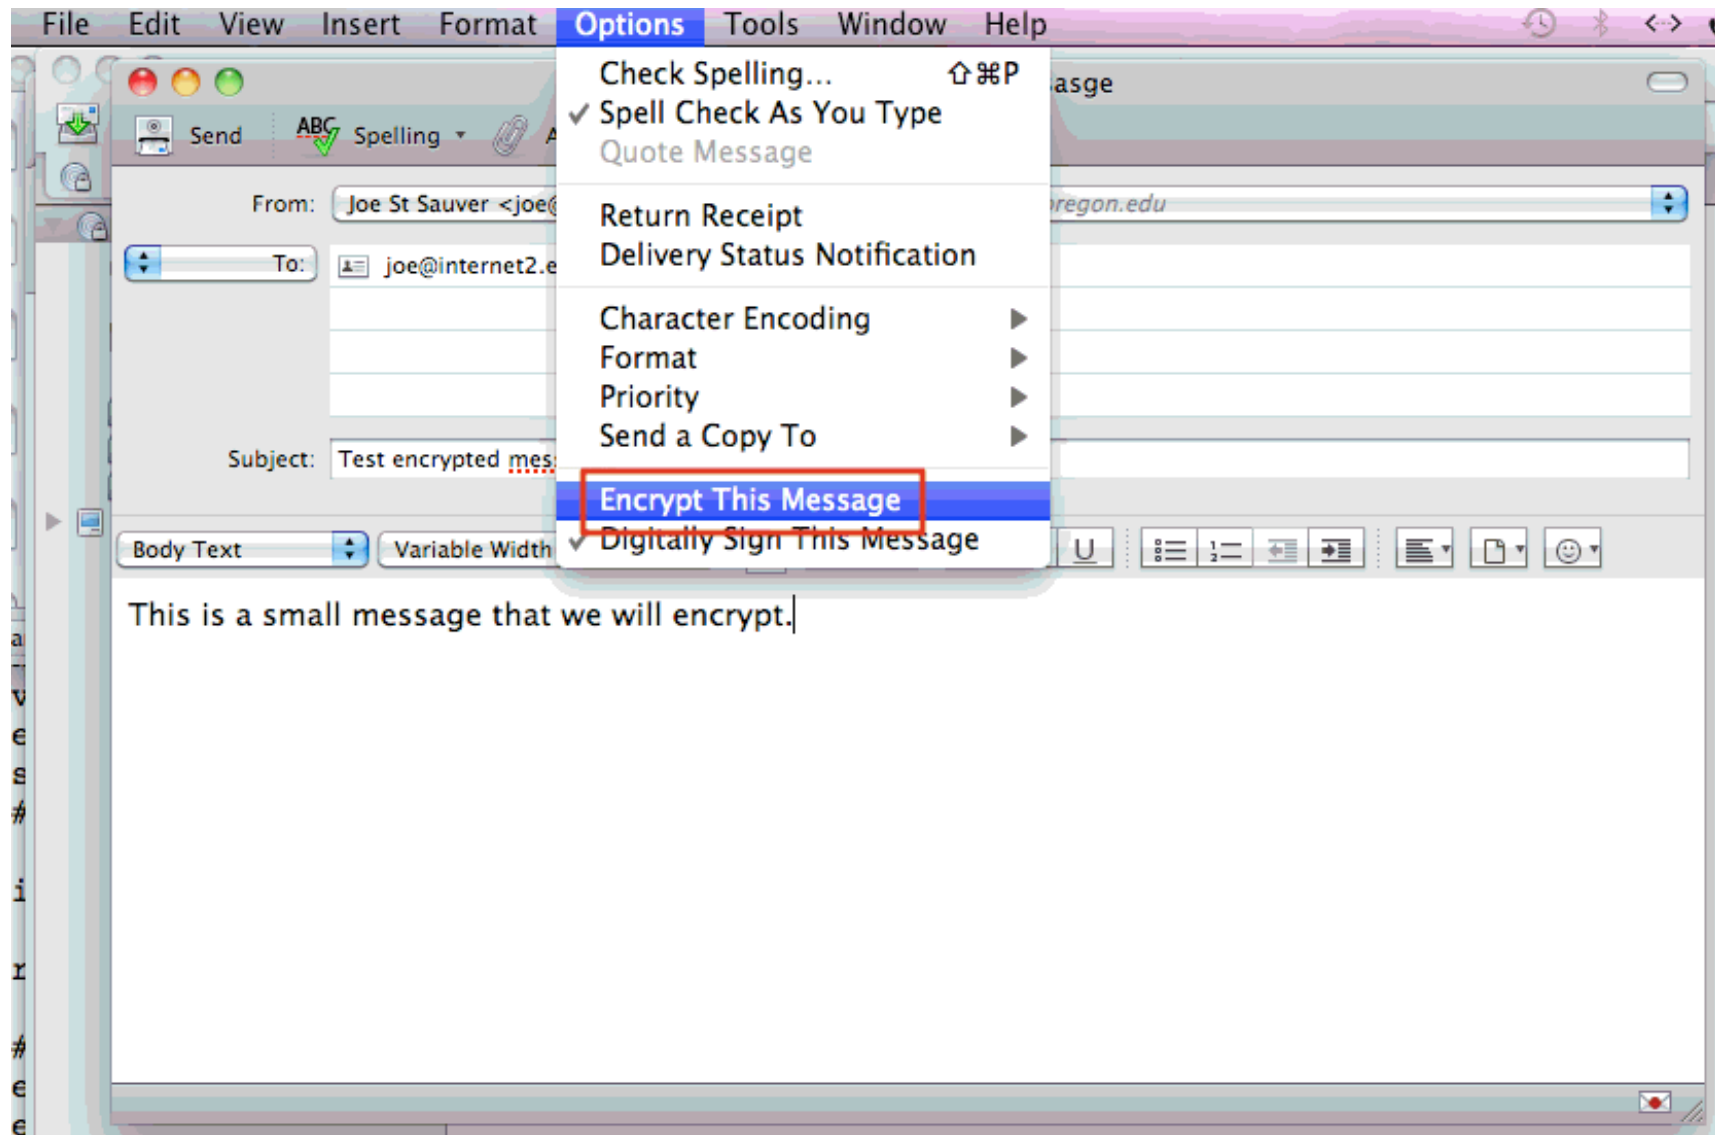 File Edit View Insert Format Options Tools Window Help
asge
Send ABC Spelling
From: Joe St Sauver <joe@ oregon.edu
To: joe@internet2.e
Subject: Test encrypted mes
Check Spelling... ⇧⌘P
✓ Spell Check As You Type
Quote Message
Return Receipt
Delivery Status Notification
Character Encoding
Format
Priority
Send a Copy To
Encrypt This Message
✓ Digitally Sign This Message
Body Text Variable Width U
This is a small message that we will encrypt.